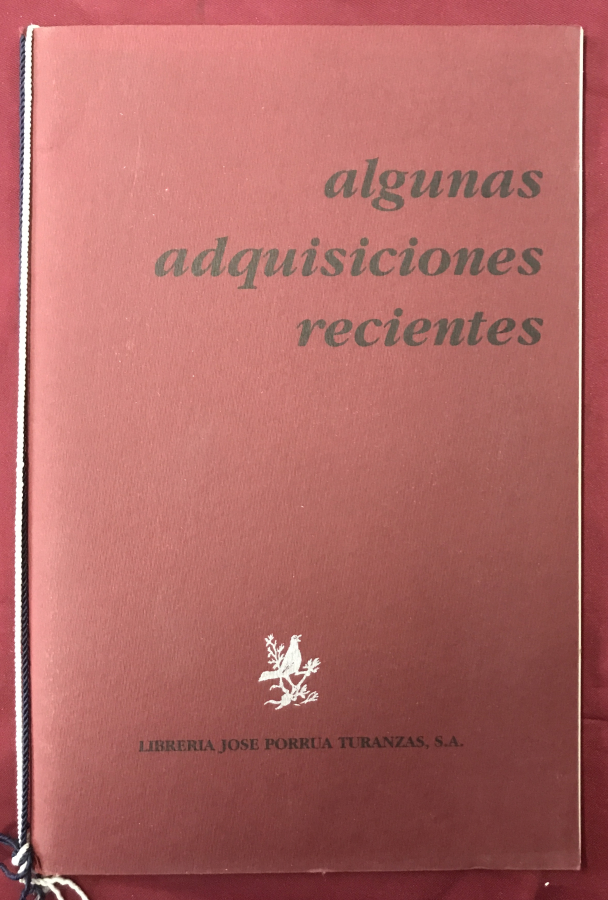 algunas
adquisiciones
recientes
LIBRERIA JOSE PORRUA TURANZAS, S.A.